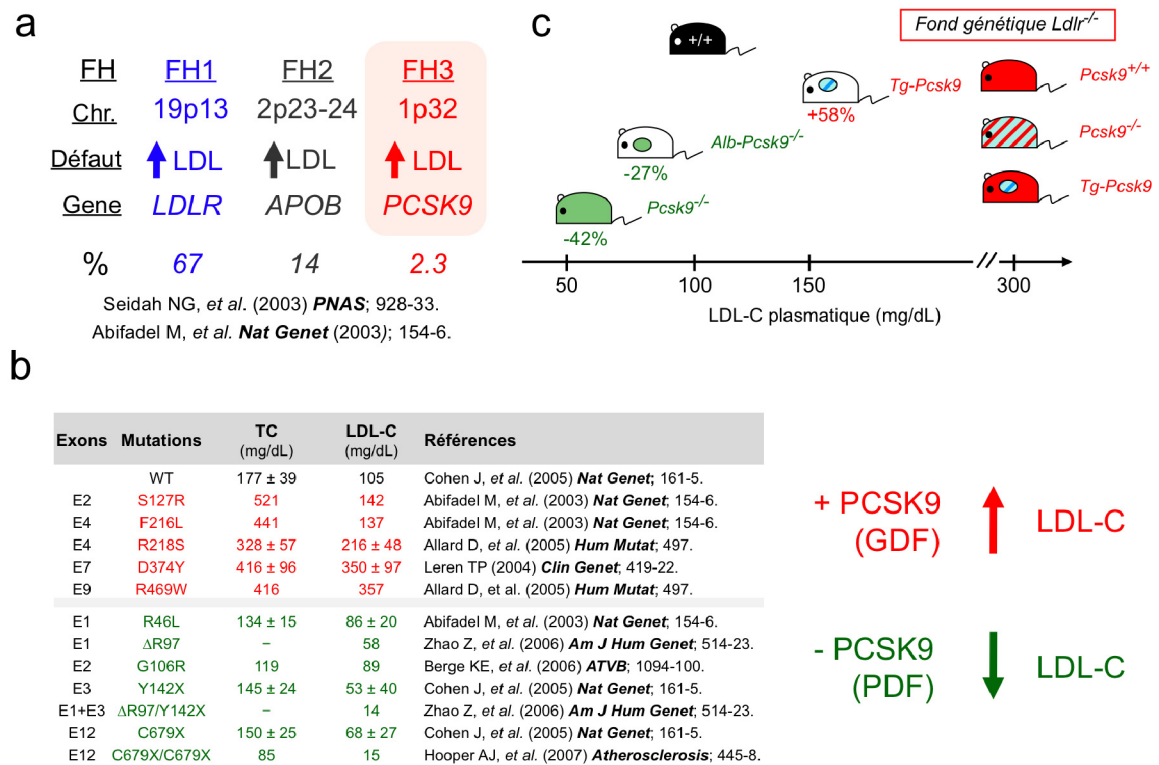 a
FH FH1 FH2 FH3
Chr. 19p13 2p23-24 1p32
Défaut LDL LDL LDL
Gene LDLR APOB PCSK9
% 67 14 2.3
Seidah NG, et al. (2003) PNAS; 928-33.
Abifadel M, et al. Nat Genet (2003); 154-6.
c
Fond génétique Ldlr-/-
+/+
Tg-Pcsk9
+58%
Alb-Pcsk9-/-
-27%
Pcsk9-/-
-42%
Pcsk9+/+
Pcsk9-/-
Tg-Pcsk9
50 100 150 300
LDL-C plasmatique (mg/dL)
b
Exons Mutations TC (mg/dL) LDL-C (mg/dL) Références
WT 177 ± 39 105 Cohen J, et al. (2005) Nat Genet; 161-5.
E2 S127R 521 142 Abifadel M, et al. (2003) Nat Genet; 154-6.
E4 F216L 441 137 Abifadel M, et al. (2003) Nat Genet; 154-6.
E4 R218S 328 ± 57 216 ± 48 Allard D, et al. (2005) Hum Mutat; 497.
E7 D374Y 416 ± 96 350 ± 97 Leren TP (2004) Clin Genet; 419-22.
E9 R469W 416 357 Allard D, et al. (2005) Hum Mutat; 497.
E1 R46L 134 ± 15 86 ± 20 Abifadel M, et al. (2003) Nat Genet; 154-6.
E1 ΔR97 – 58 Zhao Z, et al. (2006) Am J Hum Genet; 514-23.
E2 G106R 119 89 Berge KE, et al. (2006) ATVB; 1094-100.
E3 Y142X 145 ± 24 53 ± 40 Cohen J, et al. (2005) Nat Genet; 161-5.
E1+E3 ΔR97/Y142X – 14 Zhao Z, et al. (2006) Am J Hum Genet; 514-23.
E12 C679X 150 ± 25 68 ± 27 Cohen J, et al. (2005) Nat Genet; 161-5.
E12 C679X/C679X 85 15 Hooper AJ, et al. (2007) Atherosclerosis; 445-8.
+ PCSK9
(GDF)
LDL-C
- PCSK9
(PDF)
LDL-C